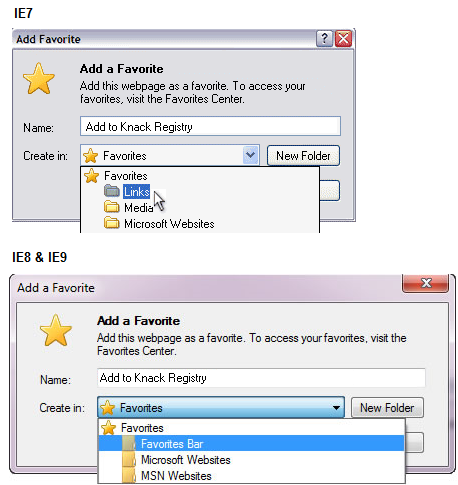 IE7
Add Favorite
?
Add a Favorite
Add this webpage as a favorite. To access your
favorites, visit the Favorites Center.
Name: Add to Knack Registry
Create in: Favorites New Folder
Favorites
Links
Media
Microsoft Websites
IE8 & IE9
Add a Favorite
Add a Favorite
Add this webpage as a favorite. To access your favorites, visit the
Favorites Center.
Name: Add to Knack Registry
Create in: Favorites New Folder
Favorites
Favorites Bar
Microsoft Websites
MSN Websites